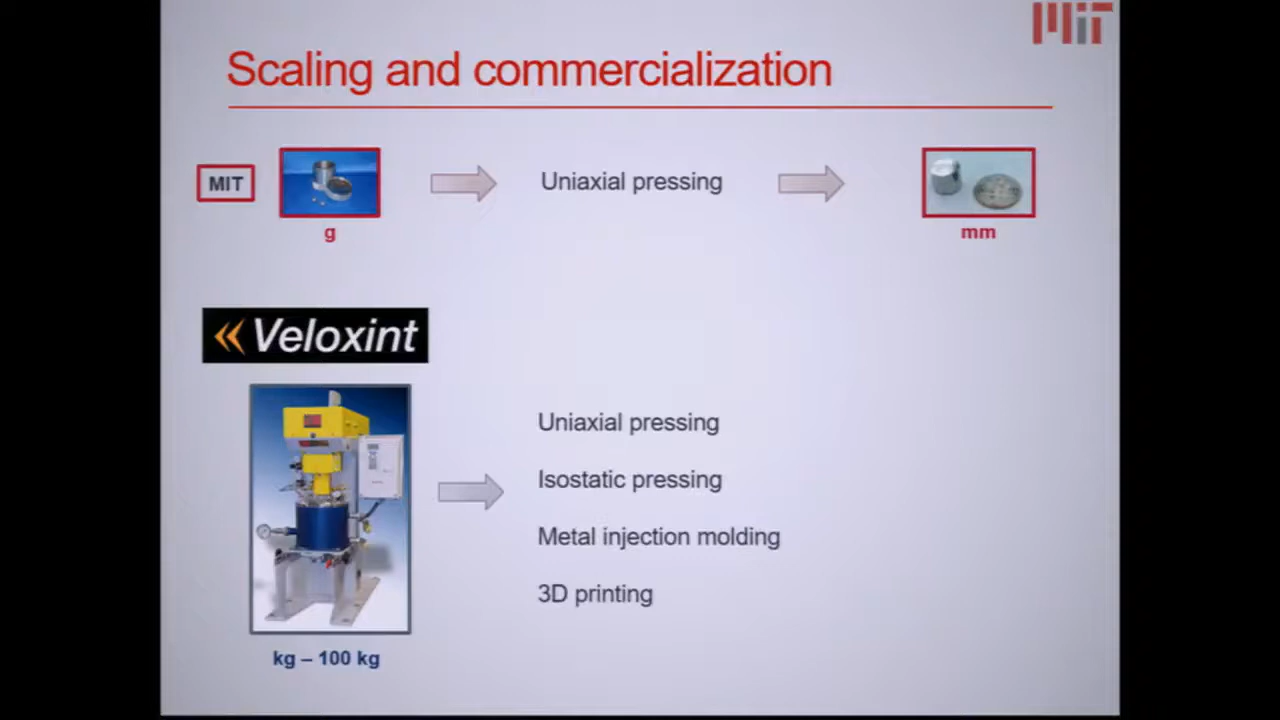 MIT
Scaling and commercialization
MIT
Uniaxial pressing
g
mm
Veloxint
Uniaxial pressing
Isostatic pressing
Metal injection molding
3D printing
kg – 100 kg